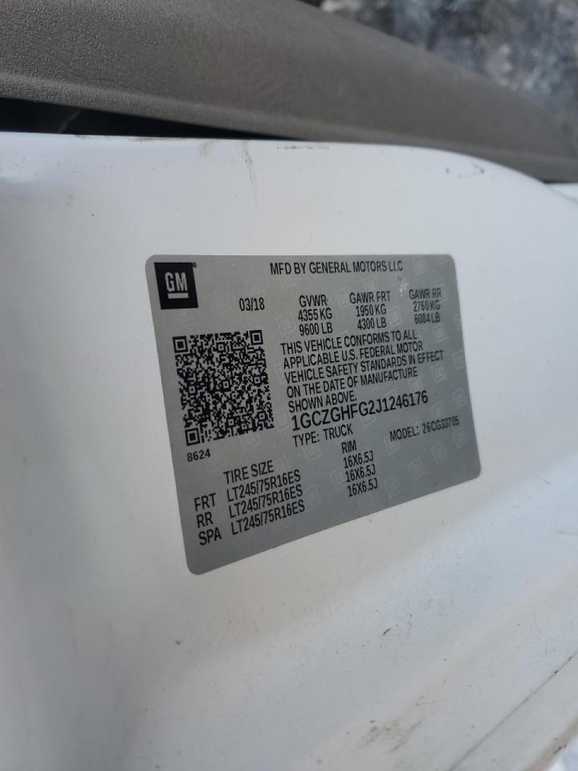 GM
MFD BY GENERAL MOTORS LLC
03/18
GVWR GAWR FRT GAWR RR
4355 KG 1950 KG 2760 KG
9600 LB 4300 LB 6084 LB
THIS VEHICLE CONFORMS TO ALL
APPLICABLE U.S. FEDERAL MOTOR
VEHICLE SAFETY STANDARDS IN EFFECT
ON THE DATE OF MANUFACTURE
SHOWN ABOVE.
1GCZGHFG2J1246176
8624
TYPE: TRUCK MODEL: 26CG33705
TIRE SIZE RIM
FRT LT245/75R16ES 16X6.5J
RR LT245/75R16ES 16X6.5J
SPA LT245/75R16ES 16X6.5J